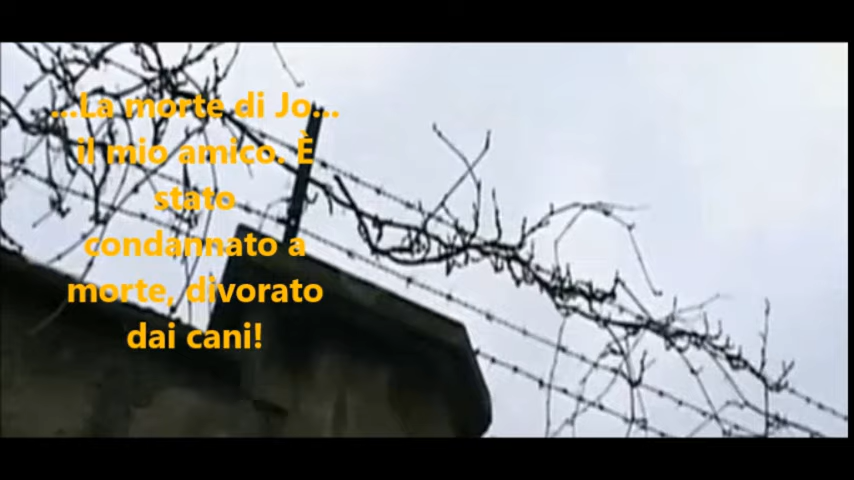 ...La morte di Jo...
il mio amico. È
stato
condannato a
morte, divorato
dai cani!